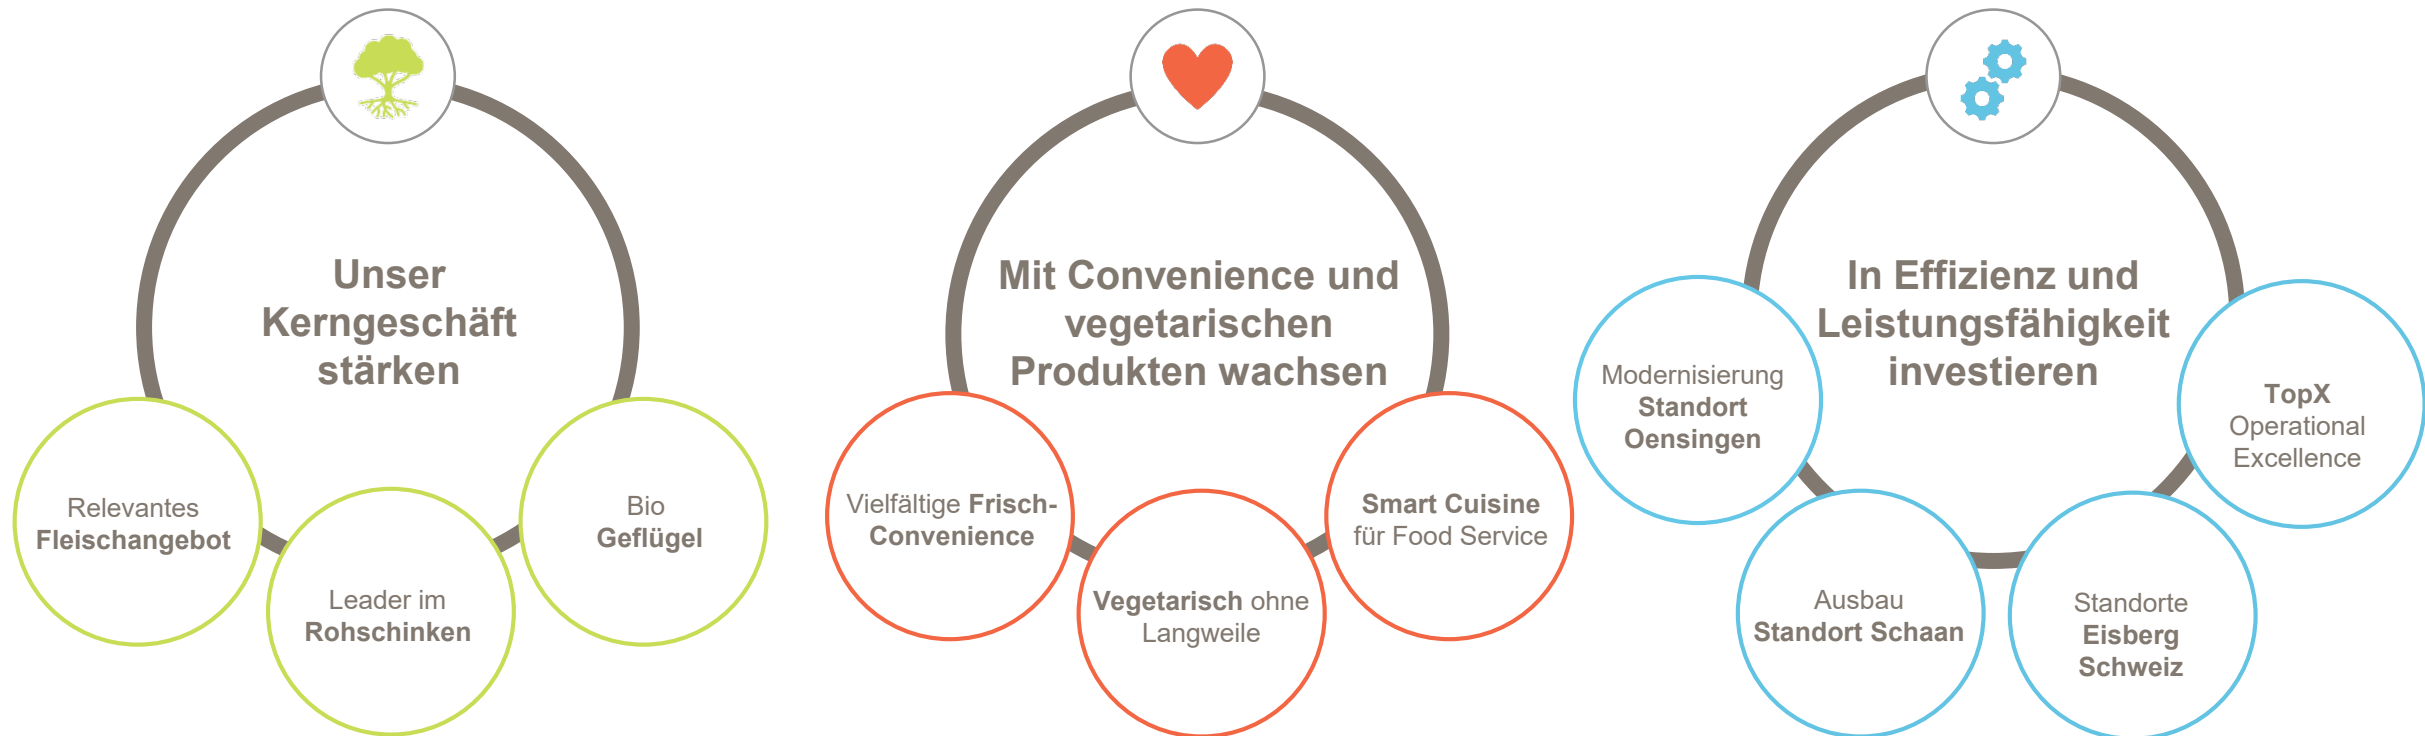 Unser
Kerngeschäft
stärken
Relevantes
Fleischangebot
Leader im
Rohschinken
Bio
Geflügel
Mit Convenience und
vegetarischen
Produkten wachsen
Vielfältige Frisch-
Convenience
Vegetarisch ohne
Langweile
Smart Cuisine
für Food Service
In Effizienz und
Leistungsfähigkeit
investieren
Modernisierung
Standort
Oensingen
Ausbau
Standort Schaan
Standorte
Eisberg
Schweiz
TopX
Operational
Excellence